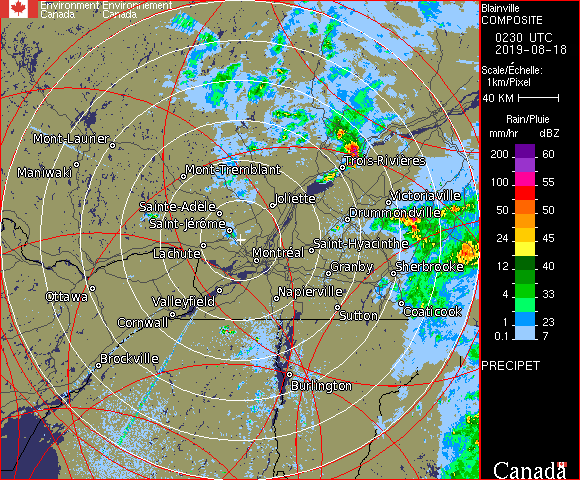 Environment Environnement
Canada Canada
Blainville
COMPOSITE
0230 UTC
2019-08-18
Scale/Échelle:
1km/Pixel
40 KM
Rain/Pluie
mm/hr dBZ
200 60
100 55
50 50
24 45
12 40
4 33
1 23
0.1 7
PRECIPET
Canada
Mont-Laurier
Maniwaki
Mont-Tremblant
Trois-Rivières
Joliette
Victoriaville
Sainte-Adele
Drummondville
Saint-Jérôme
Saint-Hyacinthe
Lachute
Montréal
Granby
Sherbrooke
Ottawa
Valleyfield
Napierville
Coaticook
Cornwall
Sutton
Brockville
Burlington